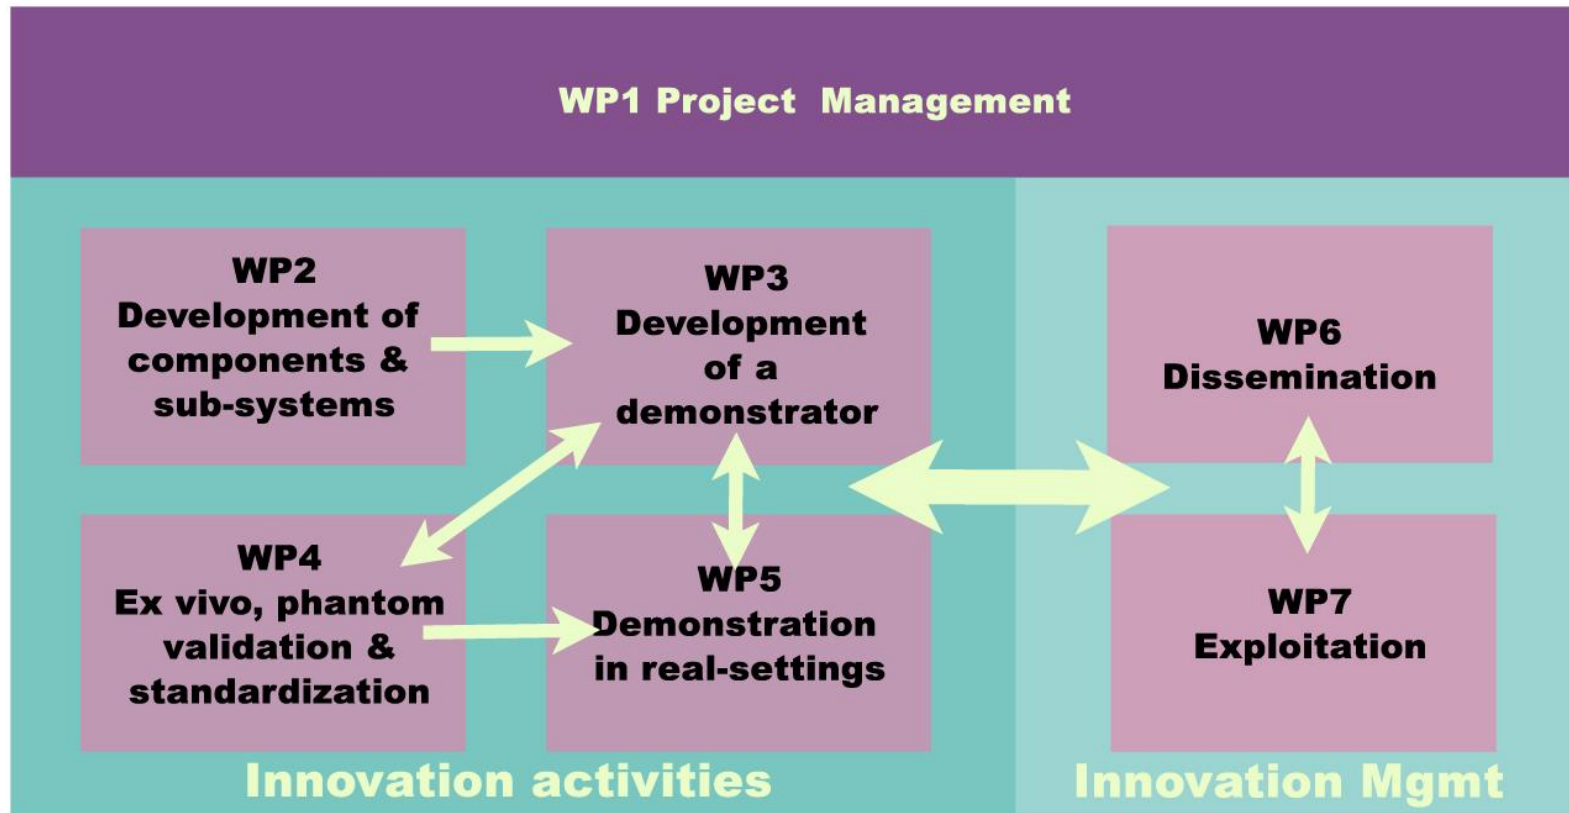 WP1 Project Management
WP2
Development of
components &
sub-systems
WP3
Development
of a
demonstrator
WP6
Dissemination
WP4
Ex vivo, phantom
validation &
standardization
WP5
Demonstration
in real-settings
WP7
Exploitation
Innovation activities
Innovation Mgmt